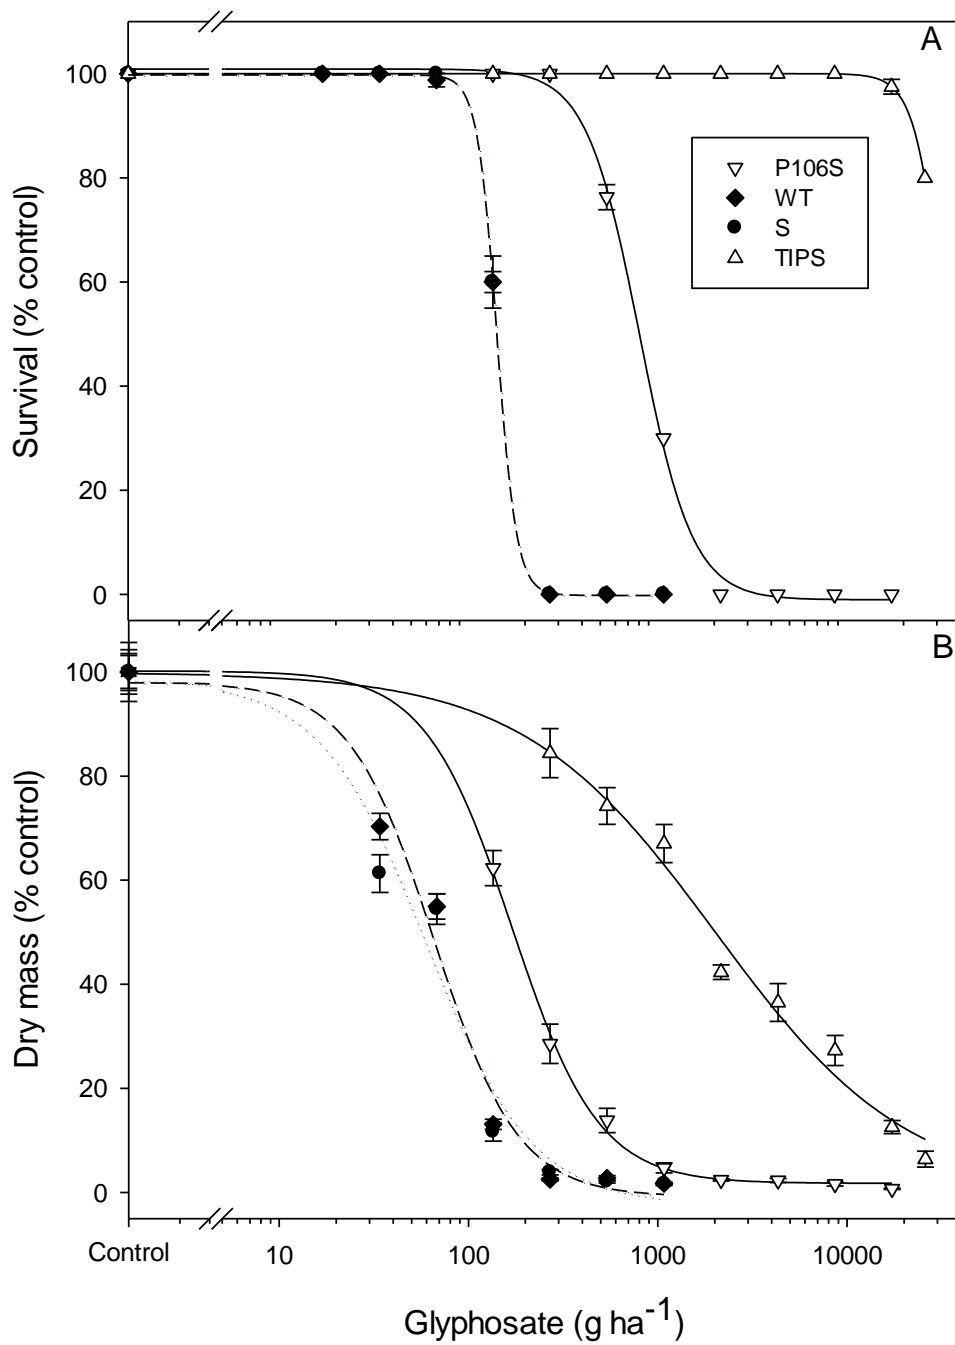 A
100
80
60
40
20
0
Survival (% control)
P106S
WT
S
TIPS
B
100
80
60
40
20
0
Dry mass (% control)
Control 10 100 1000 10000
Glyphosate (g ha⁻¹)